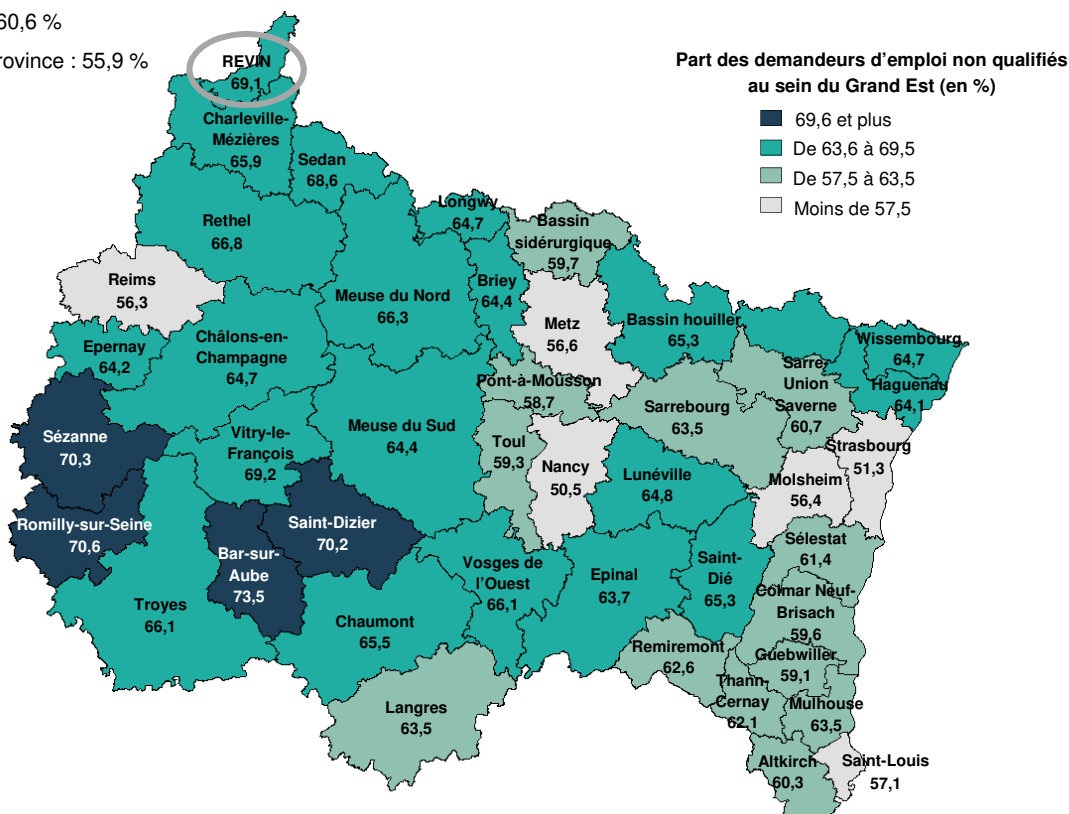 60,6 %
rovince : 55,9 %
Part des demandeurs d'emploi non qualifiés
au sein du Grand Est (en %)
69,6 et plus
De 63,6 à 69,5
De 57,5 à 63,5
Moins de 57,5
REVIN
69,1
Charleville-
Mézières
65,9
Sedan
68,6
Rethel
66,8
Longwy
64,7
Bassin
sidérurgique
59,7
Reims
56,3
Meuse du Nord
66,3
Briey
64,4
Metz
56,6
Bassin houiller
65,3
Wissembourg
64,7
Haguenau
64,1
Epernay
64,2
Châlons-en-
Champagne
64,7
Pont-à-Mousson
58,7
Sarrebourg
63,5
Sarre-
Union
Saverne
60,7
Strasbourg
51,3
Sézanne
70,3
Vitry-le-
François
69,2
Meuse du Sud
64,4
Toul
59,3
Nancy
50,5
Lunéville
64,8
Molsheim
56,4
Romilly-sur-Seine
70,6
Saint-Dizier
70,2
Bar-sur-
Aube
73,5
Vosges de
l'Ouest
66,1
Epinal
63,7
Saint-
Dié
65,3
Sélestat
61,4
Colmar Neuf-
Brisach
59,6
Troyes
66,1
Chaumont
65,5
Remiremont
62,6
Guebwiller
59,1
Thann-
Cernay
62,1
Mulhouse
63,5
Langres
63,5
Altkirch
60,3
Saint-Louis
57,1